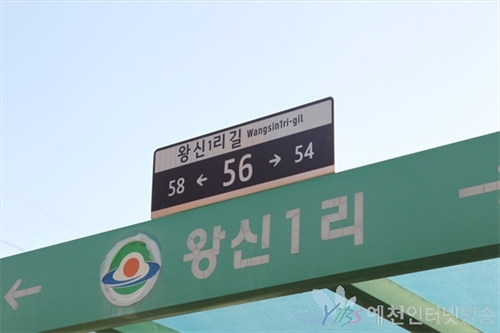 왕신1리길 Wangsin1ri-gil
58 ← 56 → 54
← 왕신1리 →
Ybs 예천인터넷방송